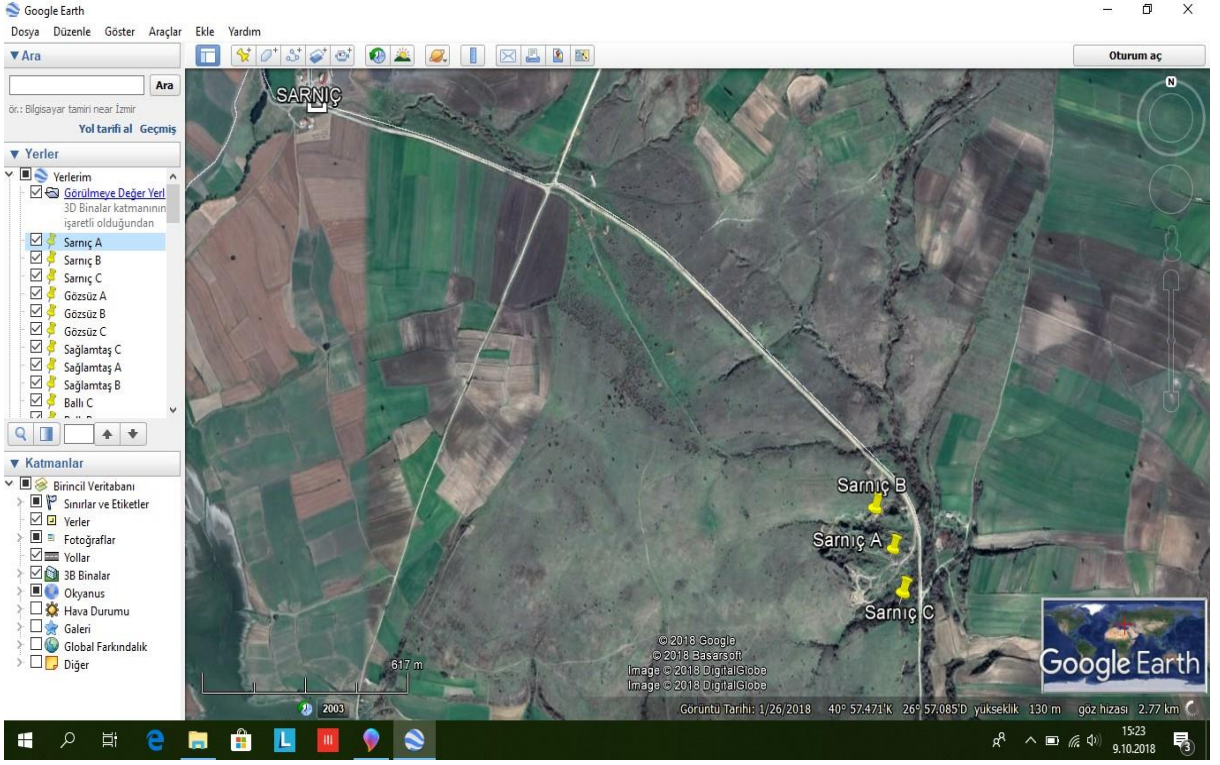 Google Earth
Dosya Düzenle Göster Araçlar Ekle Yardım
Ara
Ara
ör.: Bilgisayar tamiri near İzmir
Yol tarifi al Geçmiş
Yerler
Yerlerim
Görülmeye Değer Yerl
3D Binalar katmanının
işaretli olduğundan
Sarnıç A
Sarnıç B
Sarnıç C
Gözsüz A
Gözsüz B
Gözsüz C
Sağlamtaş C
Sağlamtaş A
Sağlamtaş B
Ballı C
Katmanlar
Birincil Veritabanı
Sınırlar ve Etiketler
Yerler
Fotoğraflar
Yollar
3B Binalar
Okyanus
Hava Durumu
Galeri
Global Farkındalık
Diğer
Oturum aç
SARNIÇ
N
Sarnıç B
Sarnıç A
Sarnıç C
© 2018 Google
© 2018 Basarsoft
Image © 2018 DigitalGlobe
Image © 2018 DigitalGlobe
617 m
Google Earth
2003
Görüntü Tarihi: 1/26/2018 40° 57.471'K 26° 57.085'D yükseklik 130 m göz hizası 2.77 km
L
15:23
9.10.2018
3